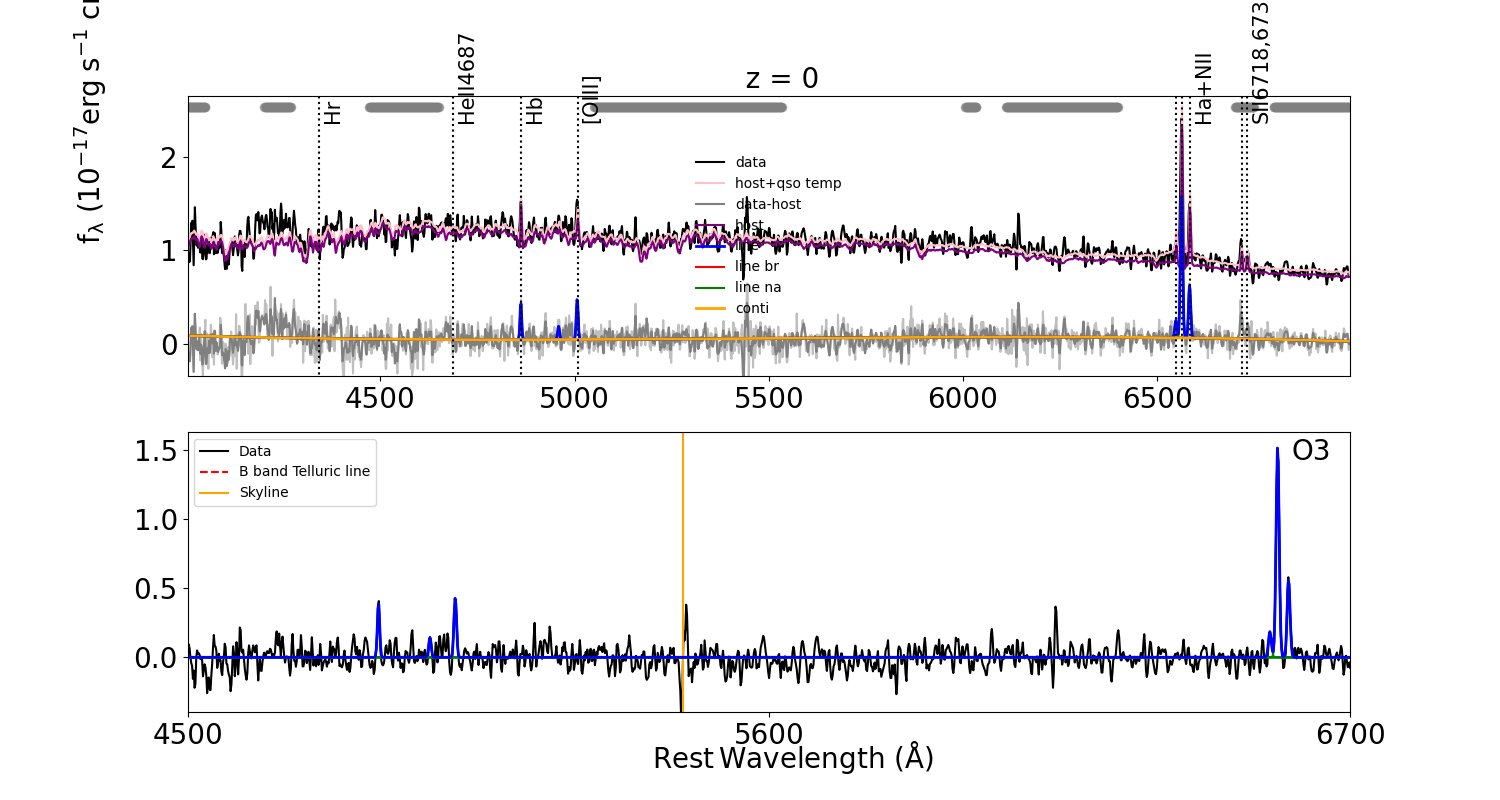 z = 0
f_λ (10^−17 erg s^−1 c
Hr
HeII4687
Hb
[OIII]
Ha+NII
SII6718,673
2
1
0
data
host+qso temp
data-host
host
line br
line na
conti
4500
5000
5500
6000
6500
1.5
1.0
0.5
0.0
Data
B band Telluric line
Skyline
O3
4500
5600
6700
Rest Wavelength (Å)